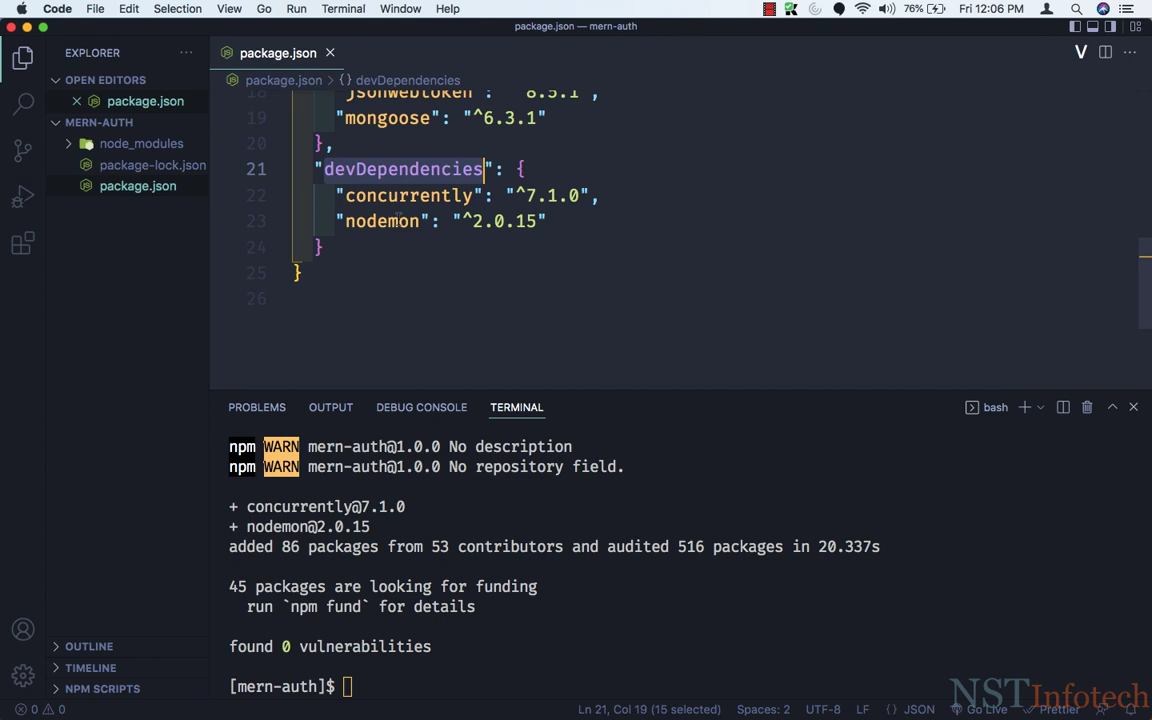 Code File Edit Selection View Go Run Terminal Window Help 76% Fri 12:06 PM
package.json — mern-auth
EXPLORER
OPEN EDITORS
package.json
MERN-AUTH
node_modules
package-lock.json
package.json
OUTLINE
TIMELINE
NPM SCRIPTS
package.json
V
package.json > {} devDependencies
18 "jsonwebtoken": "^8.5.1",
19 "mongoose": "^6.3.1"
20 },
21 "devDependencies": {
22 "concurrently": "^7.1.0",
23 "nodemon": "^2.0.15"
24 }
25 }
26
PROBLEMS OUTPUT DEBUG CONSOLE TERMINAL bash
npm WARN mern-auth@1.0.0 No description
npm WARN mern-auth@1.0.0 No repository field.
+ concurrently@7.1.0
+ nodemon@2.0.15
added 86 packages from 53 contributors and audited 516 packages in 20.337s
45 packages are looking for funding
run `npm fund` for details
found 0 vulnerabilities
[mern-auth]$
NSTInfotech
0 0 Ln 21, Col 19 (15 selected) Spaces: 2 UTF-8 LF {} JSON Go Live Prettier